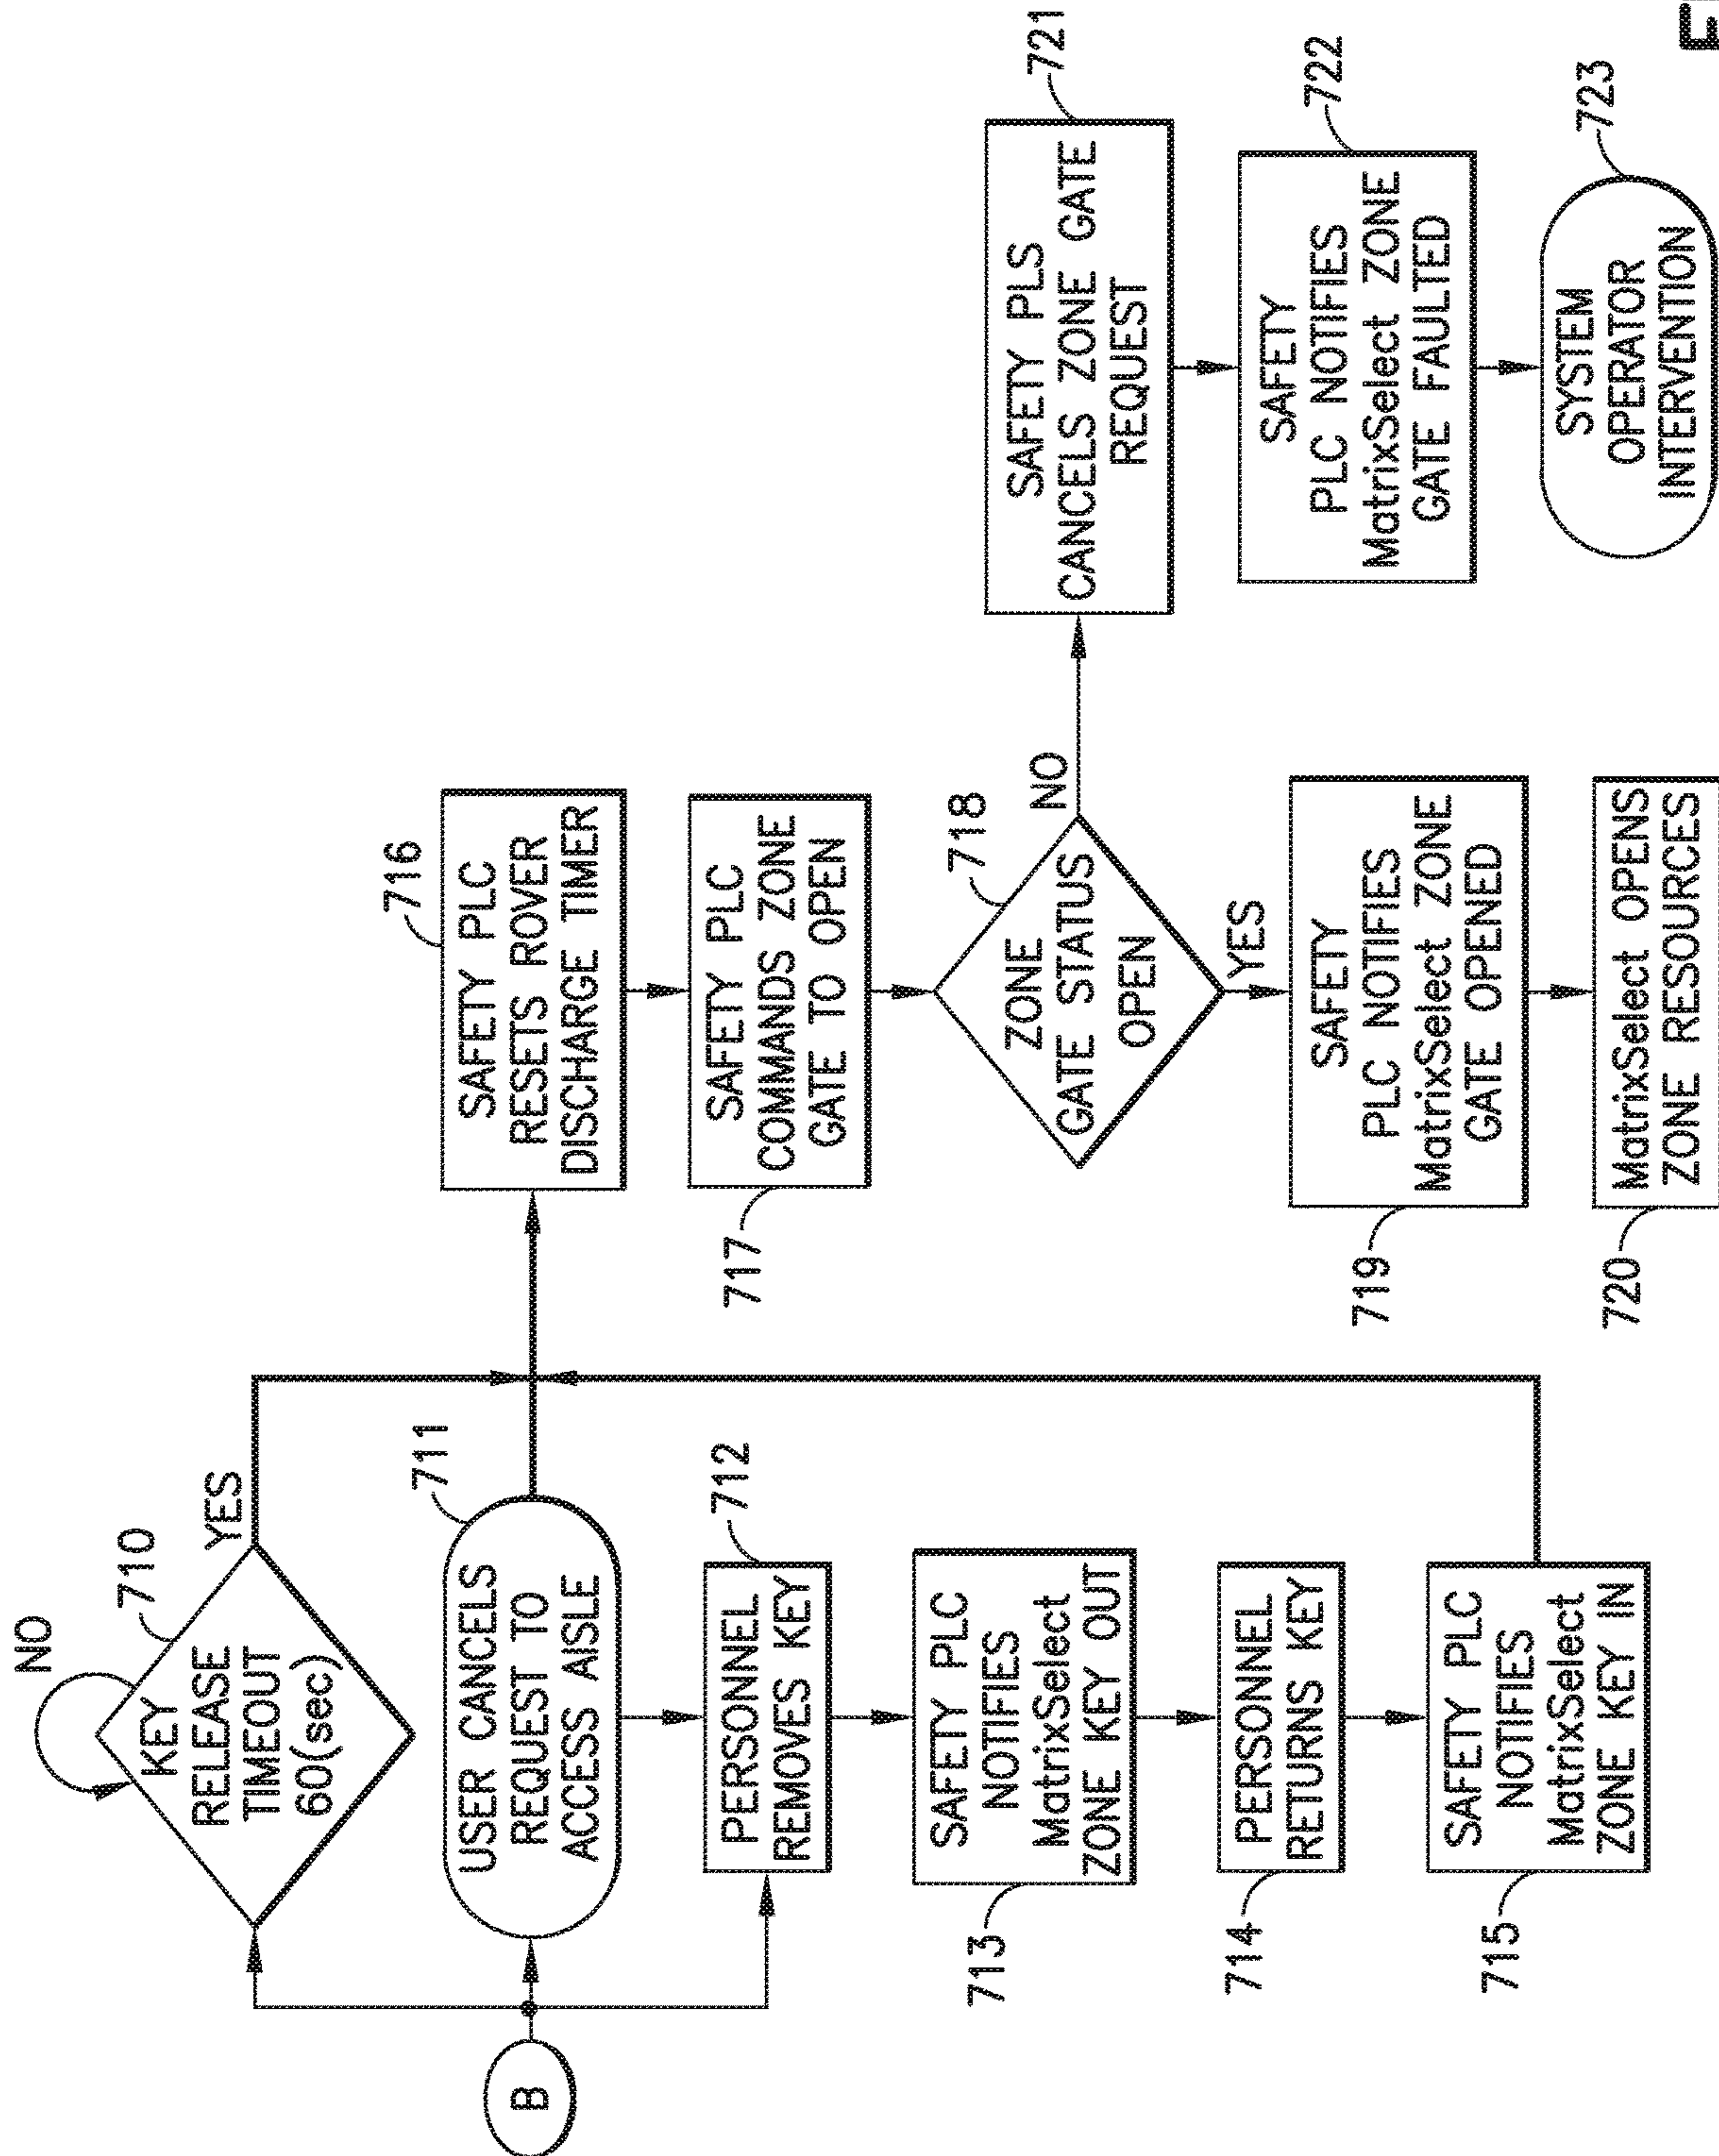 B
NO
710
KEY
RELEASE
TIMEOUT
60(sec)
YES
711
USER CANCELS
REQUEST TO
ACCESS AISLE
712
PERSONNEL
REMOVES KEY
713
SAFETY PLC
NOTIFIES
MatrixSelect
ZONE KEY OUT
714
PERSONNEL
RETURNS KEY
715
SAFETY PLC
NOTIFIES
MatrixSelect
ZONE KEY IN
716
SAFETY PLC
RESETS ROVER
DISCHARGE TIMER
717
SAFETY PLC
COMMANDS ZONE
GATE TO OPEN
718
ZONE
GATE STATUS
OPEN
NO
YES
719
SAFETY
PLC NOTIFIES
MatrixSelect ZONE
GATE OPENED
720
MatrixSelect OPENS
ZONE RESOURCES
721
SAFETY PLS
CANCELS ZONE GATE
REQUEST
722
SAFETY
PLC NOTIFIES
MatrixSelect ZONE
GATE FAULTED
723
SYSTEM
OPERATOR
INTERVENTION